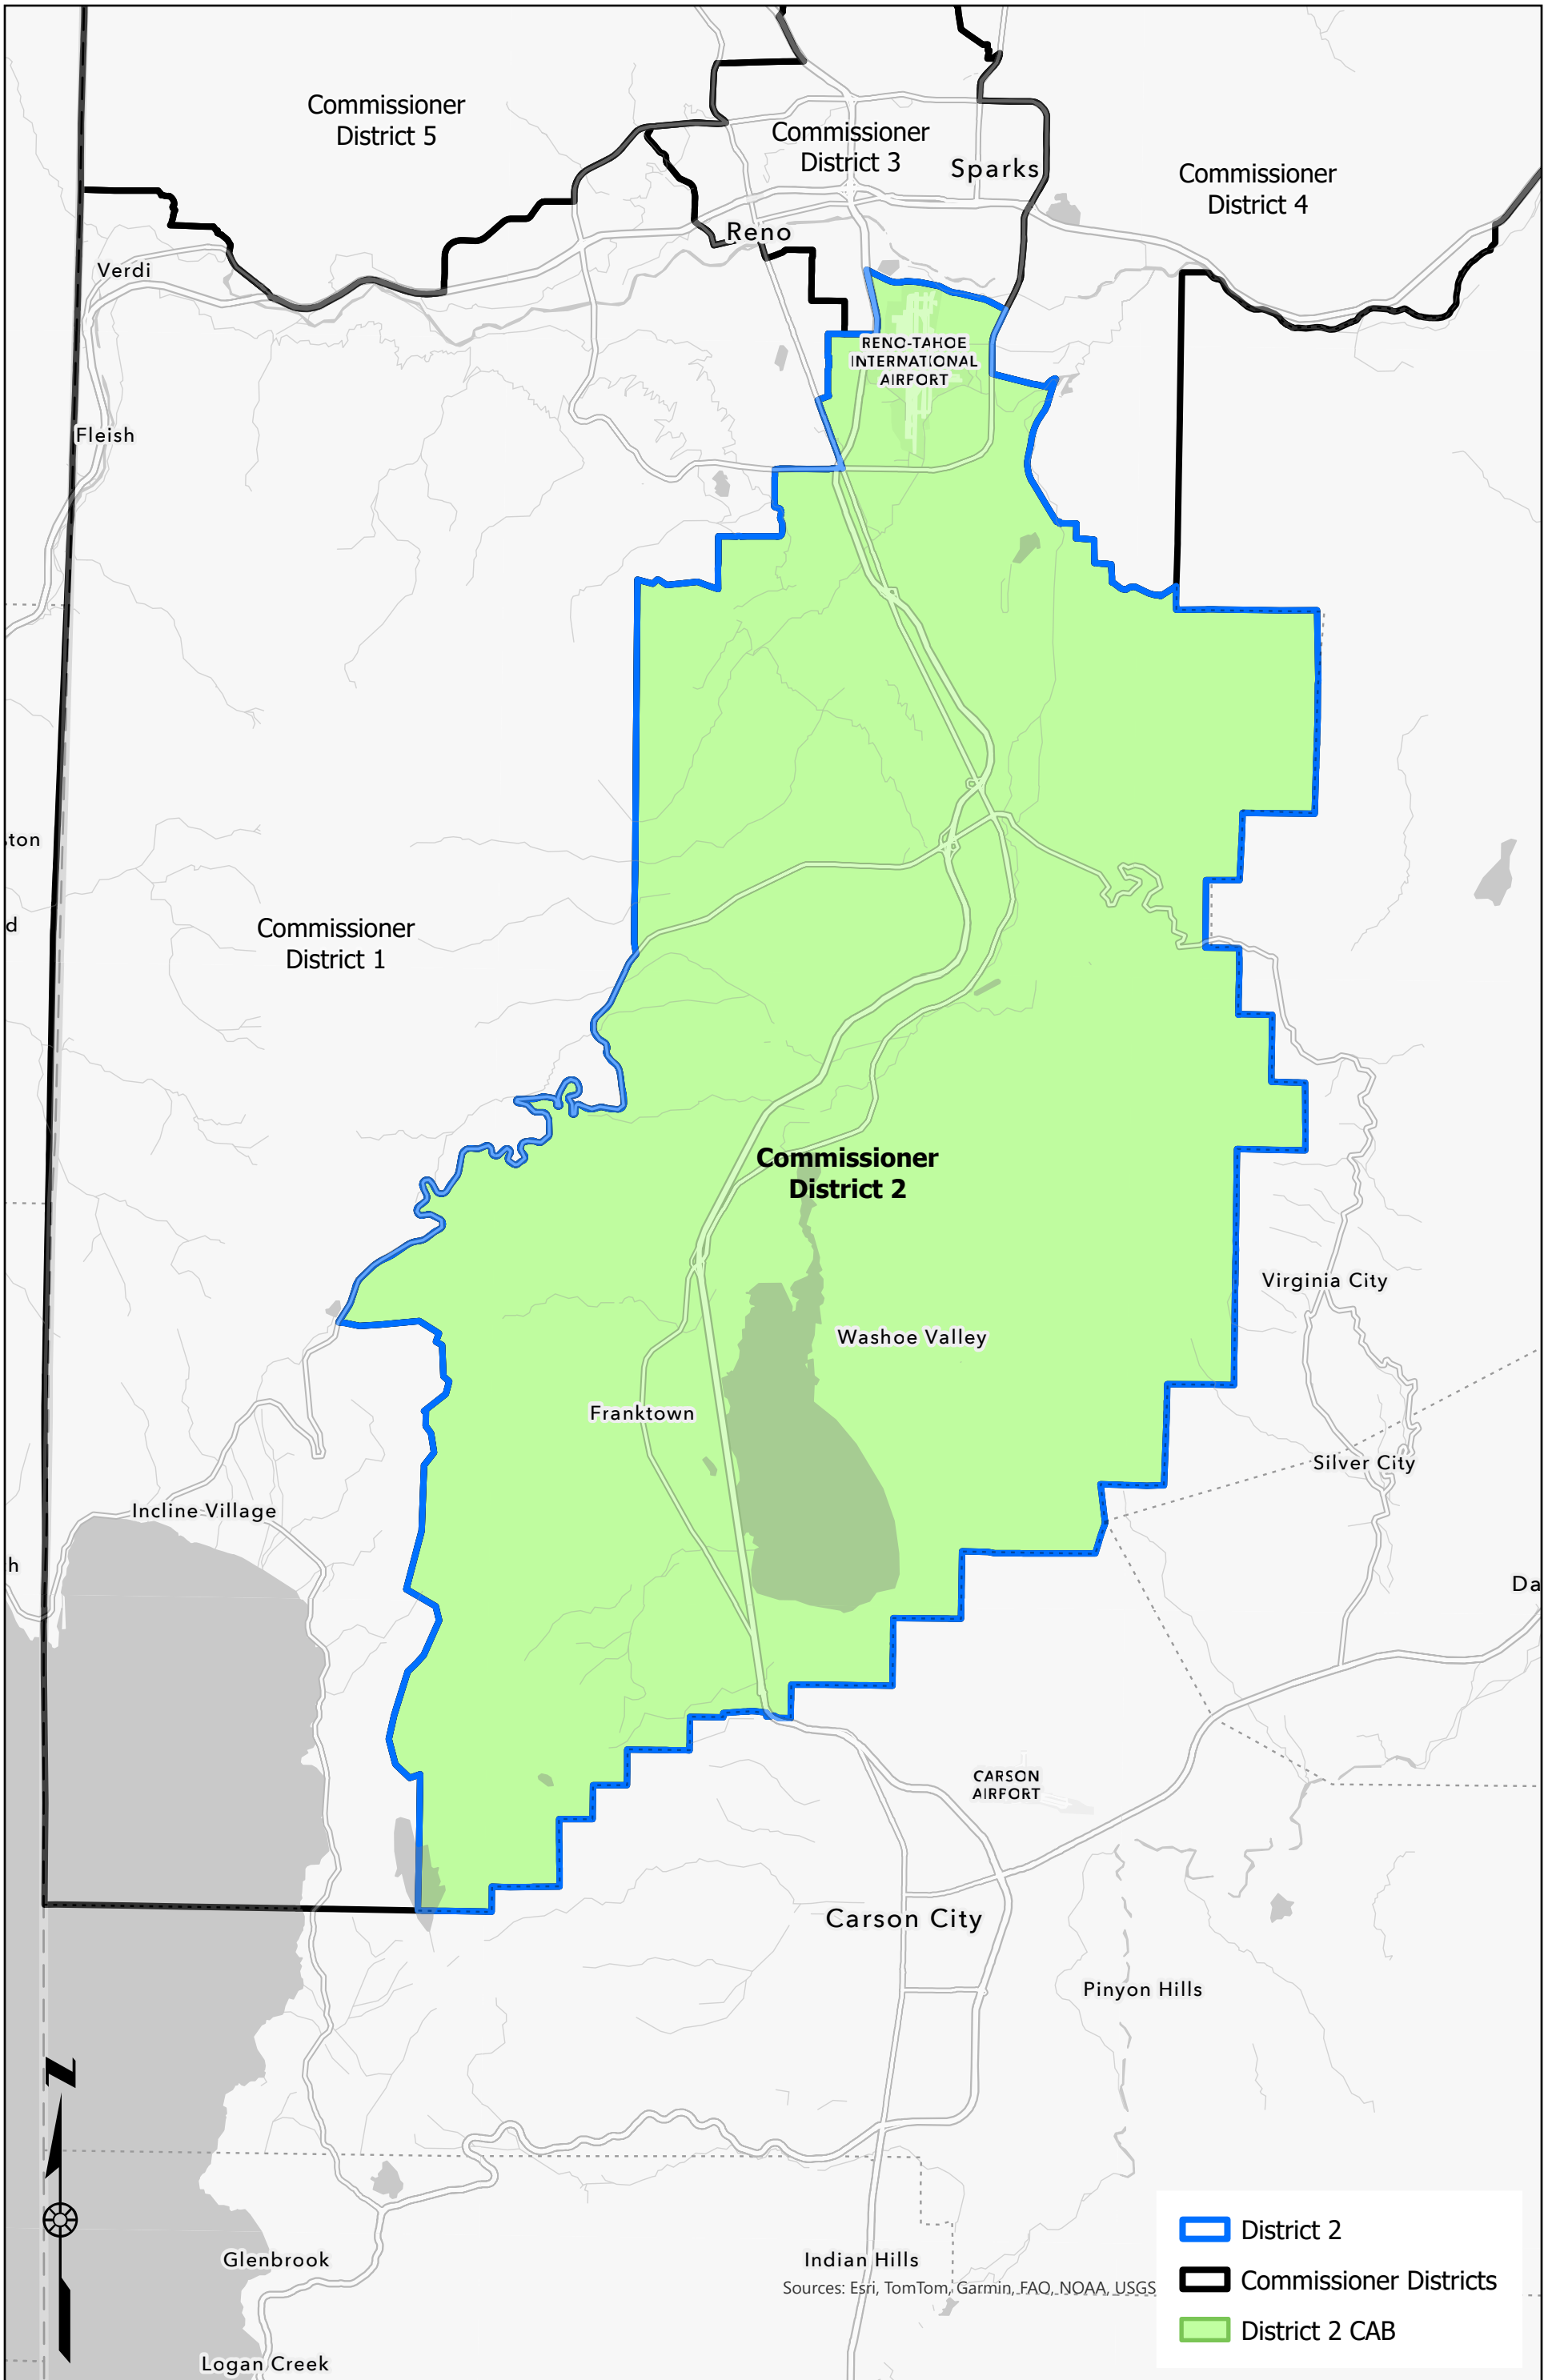 Commissioner
District 5
Commissioner
District 3
Sparks
Commissioner
District 4
Reno
Verdi
RENO-TAHOE
INTERNATIONAL
AIRPORT
Fleish
ton
d
Commissioner
District 1
Commissioner
District 2
Virginia City
Washoe Valley
Franktown
Silver City
Incline Village
h
Da
CARSON
AIRPORT
Carson City
Pinyon Hills
N
Glenbrook
Indian Hills
Sources: Esri, TomTom, Garmin, FAO, NOAA, USGS
Logan Creek
District 2
Commissioner Districts
District 2 CAB